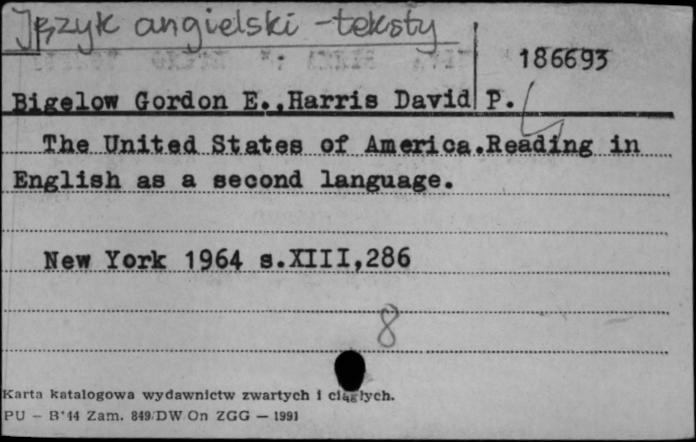 Język angielski - teksty
186693
Bigelow Gordon E., Harris David P.
The United States of America. Reading in
English as a second language.
New York 1964 s.XIII,286
8
Karta katalogowa wydawnictw zwartych i ciągłych.
PU - B*44 Zam. 849/DW On ZGG - 1991